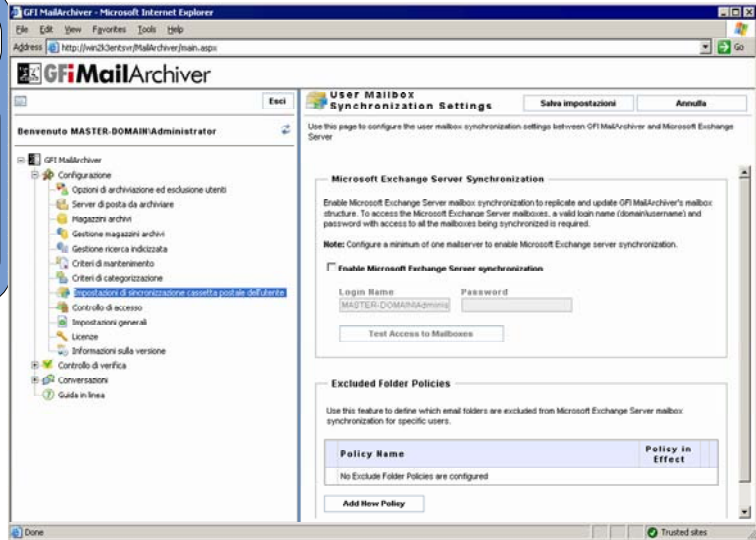 GFI MailArchiver - Microsoft Internet Explorer
File Edit View Favorites Tools Help
Address http://win2k3entsvr/MailArchiver/main.aspx Go
GFi MailArchiver
Esci
Benvenuto MASTER-DOMAIN\Administrator
GFI MailArchiver
Configurazione
Opzioni di archiviazione ed esclusione utenti
Server di posta da archiviare
Magazzini archivi
Gestione magazzini archivi
Gestione ricerca indicizzata
Criteri di mantenimento
Criteri di categorizzazione
Impostazioni di sincronizzazione cassetta postale dell'utente
Controllo di accesso
Impostazioni generali
Licenze
Informazioni sulla versione
Controllo di verifica
Conversazioni
Guida in linea
User Mailbox
Synchronization Settings
Salva impostazioni
Annulla
Use this page to configure the user mailbox synchronization settings between GFI MailArchiver and Microsoft Exchange
Server
Microsoft Exchange Server Synchronization
Enable Microsoft Exchange Server mailbox synchronization to replicate and update GFI MailArchiver's mailbox
structure. To access the Microsoft Exchange Server mailboxes, a valid login name (domain\username) and
password with access to all the mailboxes being synchronized is required.
Note: Configure a minimum of one mailserver to enable Microsoft Exchange server synchronization.
Enable Microsoft Exchange Server synchronization
Login Name Password
MASTER-DOMAIN\Adminis
Test Access to Mailboxes
Excluded Folder Policies
Use this feature to define which email folders are excluded from Microsoft Exchange Server mailbox
synchronization for specific users.
Policy Name
Policy in
Effect
No Exclude Folder Policies are configured
Add New Policy
Done
Trusted sites